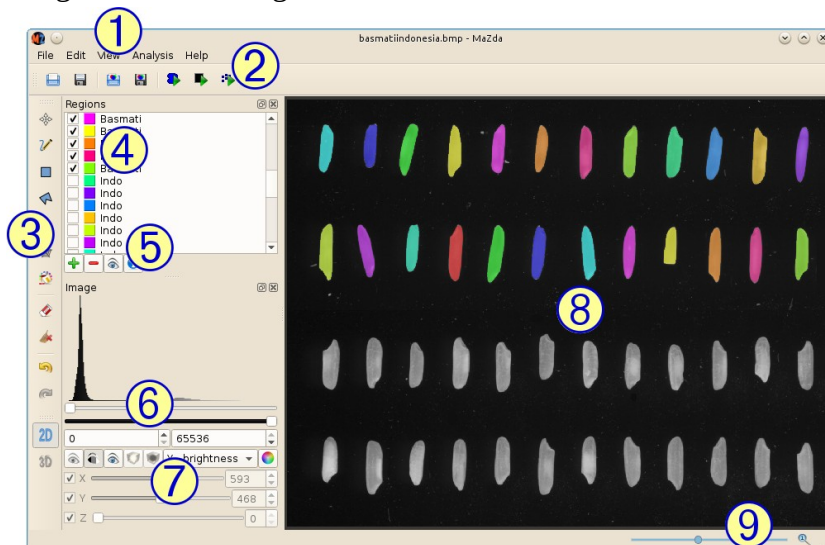 basmatiindonesia.bmp - MaZda
File Edit View Analysis Help
1
2
Regions
Basmati
4
Basmati
Indo
Indo
Indo
Indo
Indo
Indo
3
5
Image
8
6
0 65536
2D
brightness
3D
X 593
7
Y 468
Z 0
9